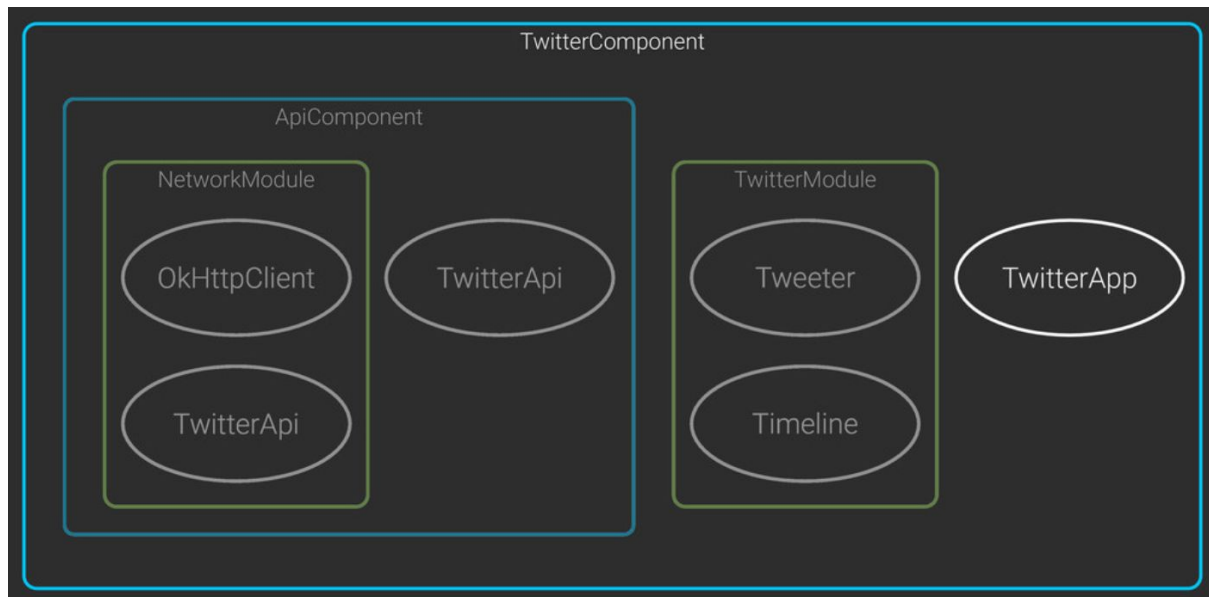 TwitterComponent
ApiComponent
NetworkModule
TwitterModule
OkHttpClient
TwitterApi
Tweeter
TwitterApp
TwitterApi
Timeline